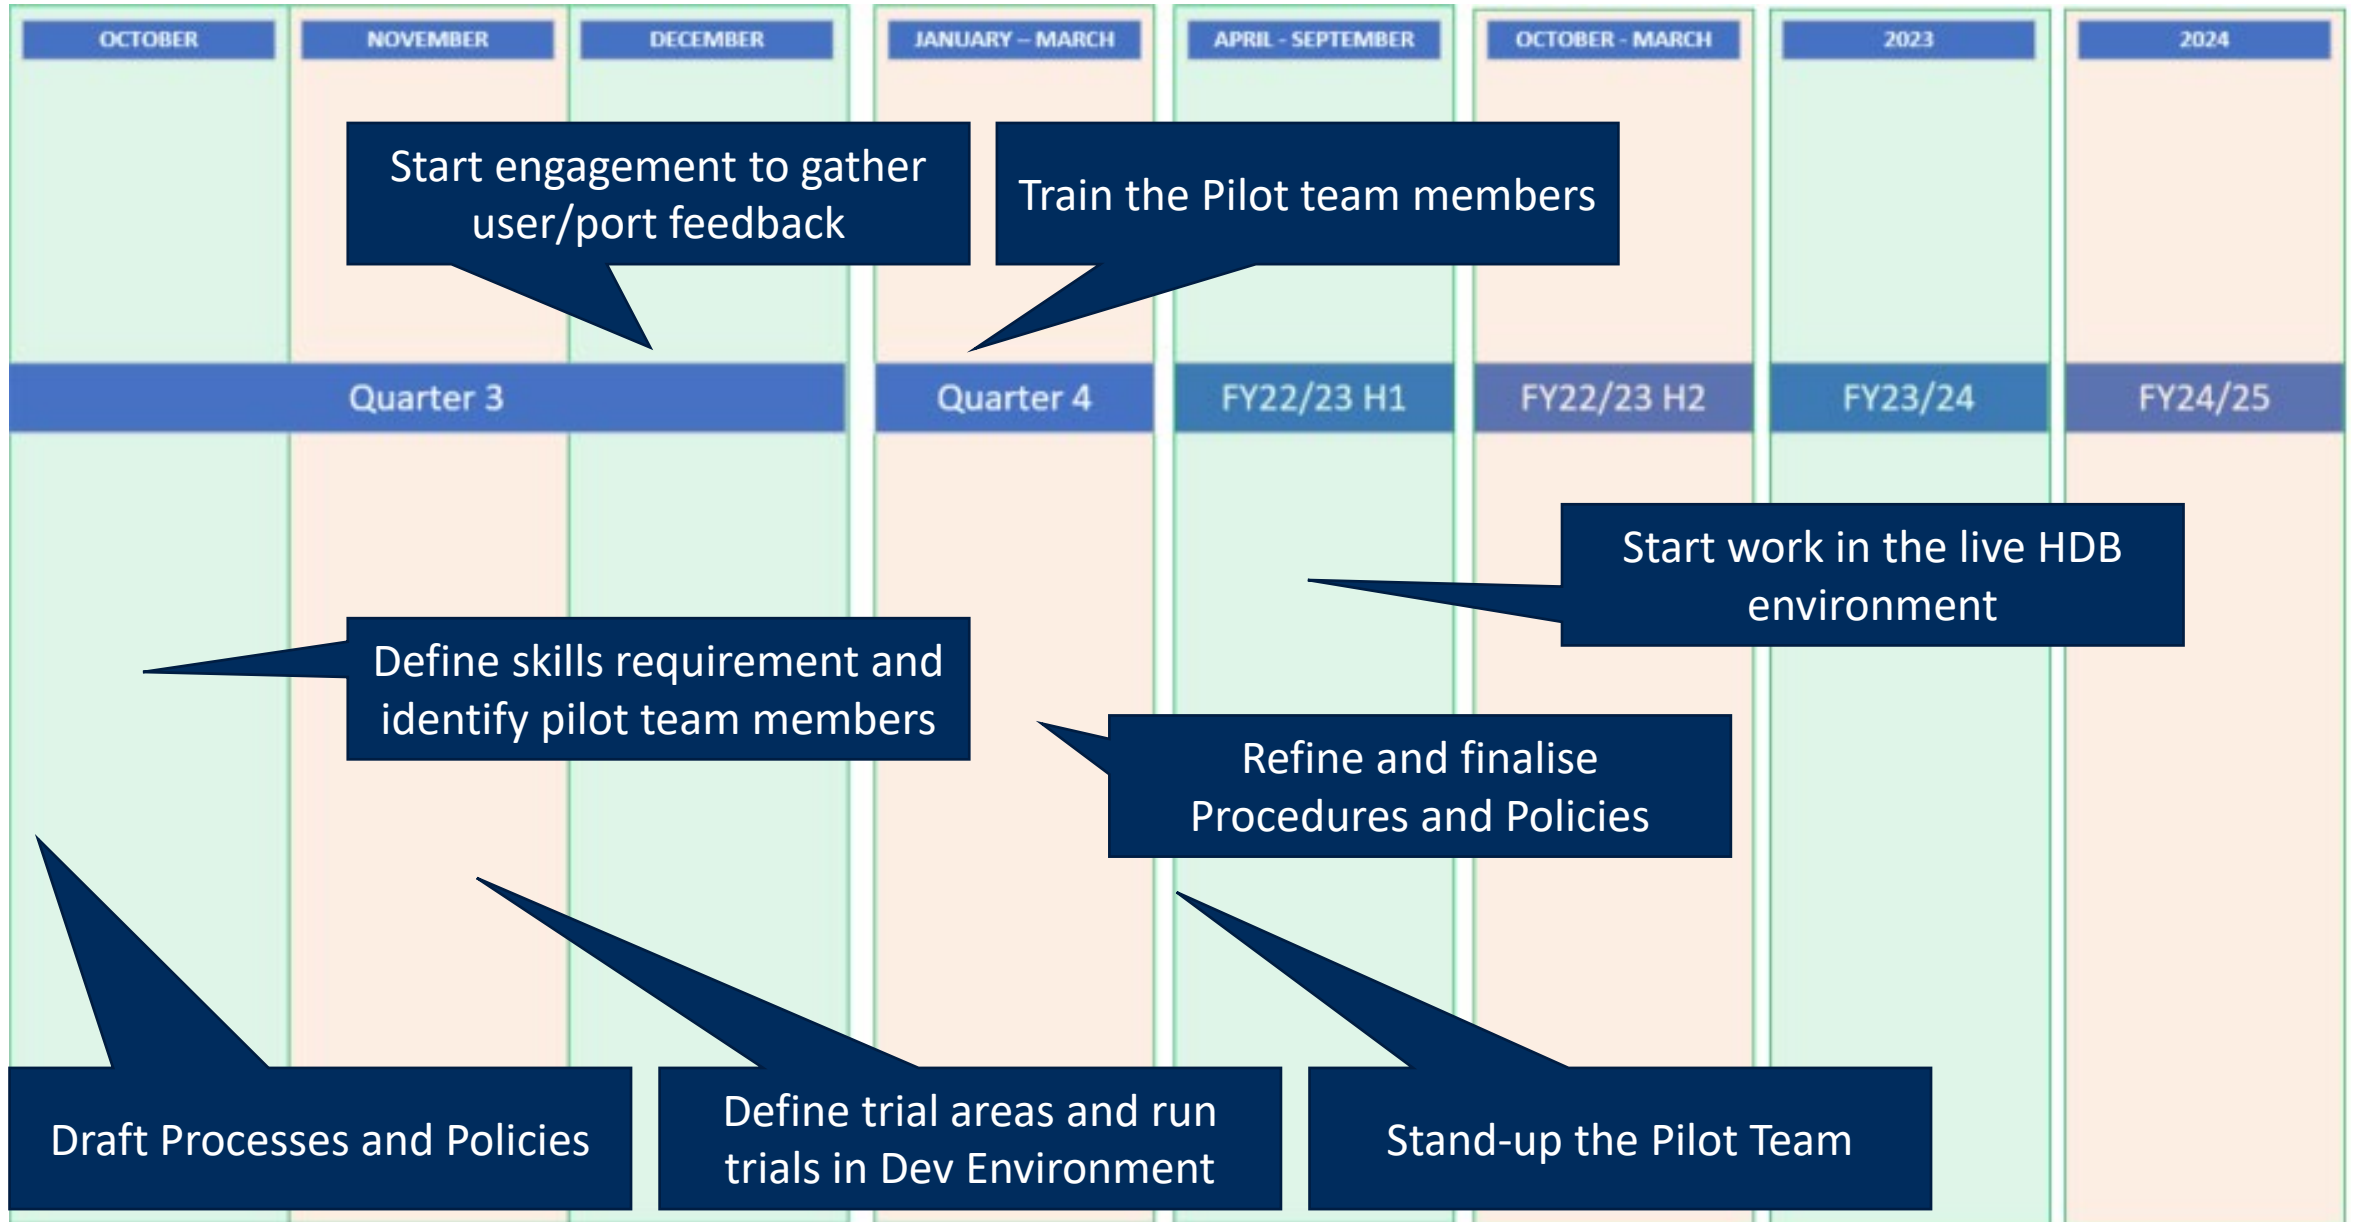 OCTOBER
NOVEMBER
DECEMBER
JANUARY – MARCH
APRIL - SEPTEMBER
OCTOBER - MARCH
2023
2024
Start engagement to gather
user/port feedback
Train the Pilot team members
Quarter 3
Quarter 4
FY22/23 H1
FY22/23 H2
FY23/24
FY24/25
Start work in the live HDB
environment
Define skills requirement and
identify pilot team members
Refine and finalise
Procedures and Policies
Draft Processes and Policies
Define trial areas and run
trials in Dev Environment
Stand-up the Pilot Team